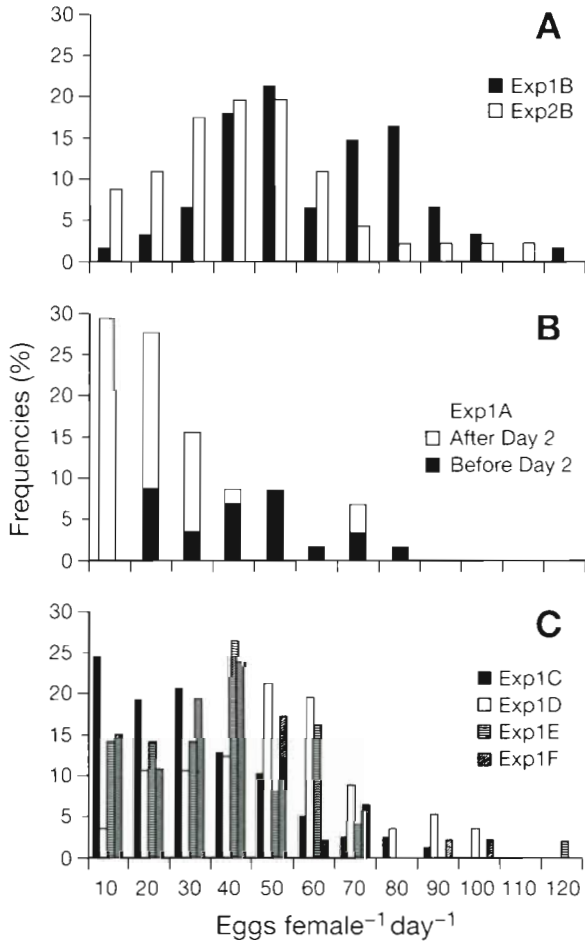 A
30
25
20
15
10
5
0
Exp1B
Exp2B
B
30
25
20
15
10
5
0
Exp1A
After Day 2
Before Day 2
Frequencies (%)
C
30
25
20
15
10
5
0
Exp1C
Exp1D
Exp1E
Exp1F
10 20 30 40 50 60 70 80 90 100 110 120
Eggs female⁻¹ day⁻¹